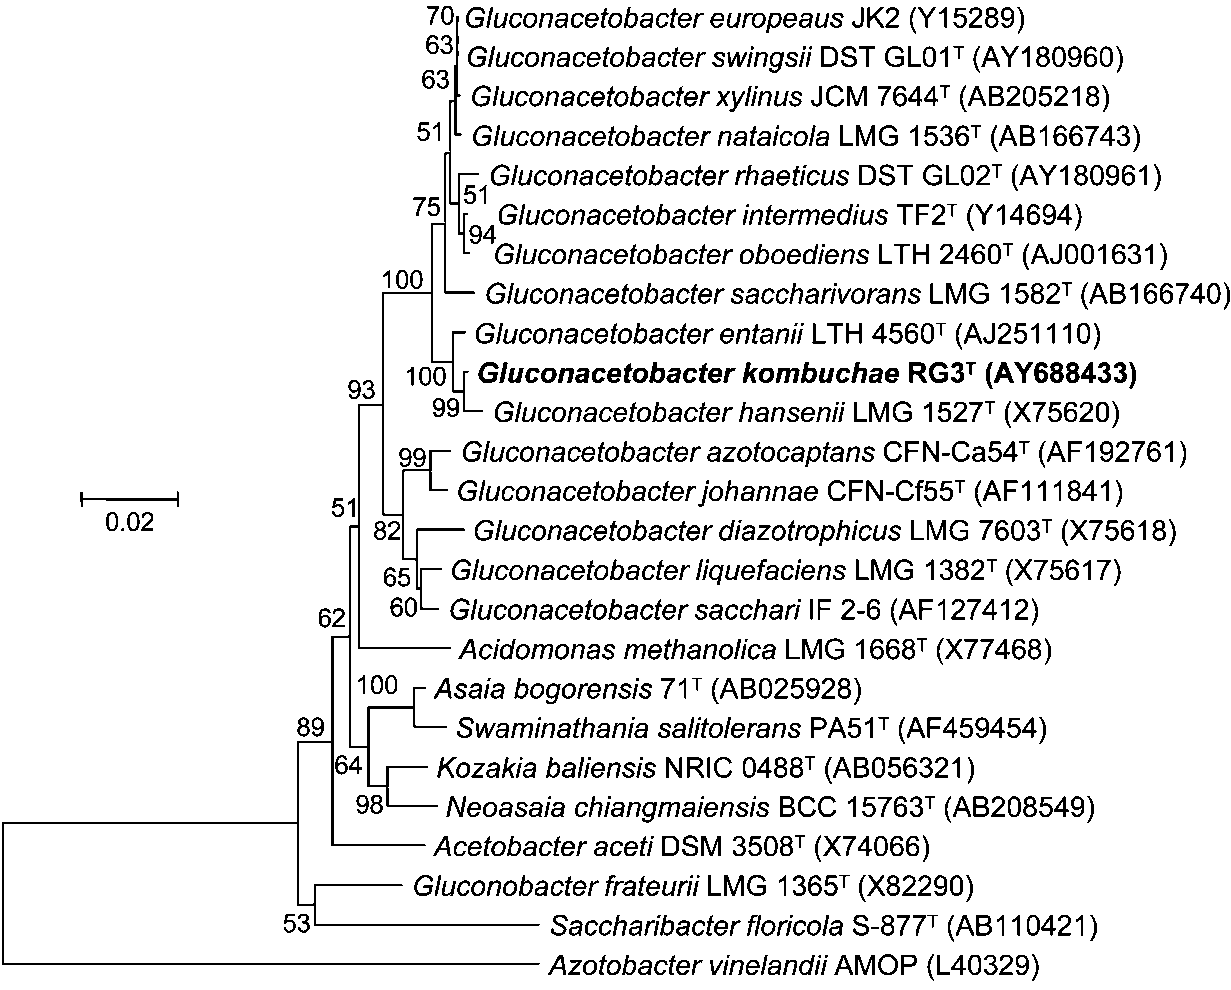 70 Gluconacetobacter europeaus JK2 (Y15289)
63
Gluconacetobacter swingsii DST GL01ᵀ (AY180960)
63
Gluconacetobacter xylinus JCM 7644ᵀ (AB205218)
51
Gluconacetobacter nataicola LMG 1536ᵀ (AB166743)
Gluconacetobacter rhaeticus DST GL02ᵀ (AY180961)
51
75
Gluconacetobacter intermedius TF2ᵀ (Y14694)
94
Gluconacetobacter oboediens LTH 2460ᵀ (AJ001631)
100
Gluconacetobacter saccharivorans LMG 1582ᵀ (AB166740)
Gluconacetobacter entanii LTH 4560ᵀ (AJ251110)
100
Gluconacetobacter kombuchae RG3ᵀ (AY688433)
93
99
Gluconacetobacter hansenii LMG 1527ᵀ (X75620)
99
Gluconacetobacter azotocaptans CFN-Ca54ᵀ (AF192761)
Gluconacetobacter johannae CFN-Cf55ᵀ (AF111841)
0.02
51
82
Gluconacetobacter diazotrophicus LMG 7603ᵀ (X75618)
65
Gluconacetobacter liquefaciens LMG 1382ᵀ (X75617)
60
Gluconacetobacter sacchari IF 2-6 (AF127412)
62
Acidomonas methanolica LMG 1668ᵀ (X77468)
100
Asaia bogorensis 71ᵀ (AB025928)
89
Swaminathania salitolerans PA51ᵀ (AF459454)
64
Kozakia baliensis NRIC 0488ᵀ (AB056321)
98
Neoasaia chiangmaiensis BCC 15763ᵀ (AB208549)
Acetobacter aceti DSM 3508ᵀ (X74066)
Gluconobacter frateurii LMG 1365ᵀ (X82290)
53
Saccharibacter floricola S-877ᵀ (AB110421)
Azotobacter vinelandii AMOP (L40329)